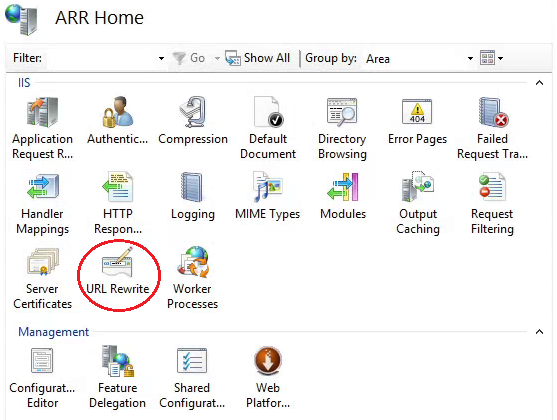 ARR Home
Filter: Go Show All Group by: Area
IIS
Application Authentic... Compression Default Directory Error Pages Failed
Request R... Document Browsing Request Tra...
404
Handler HTTP Logging MIME Types Modules Output Request
Mappings Respon... Caching Filtering
Server URL Rewrite Worker
Certificates Processes
Management
Configurat... Feature Shared Web
Editor Delegation Configurat... Platfor...